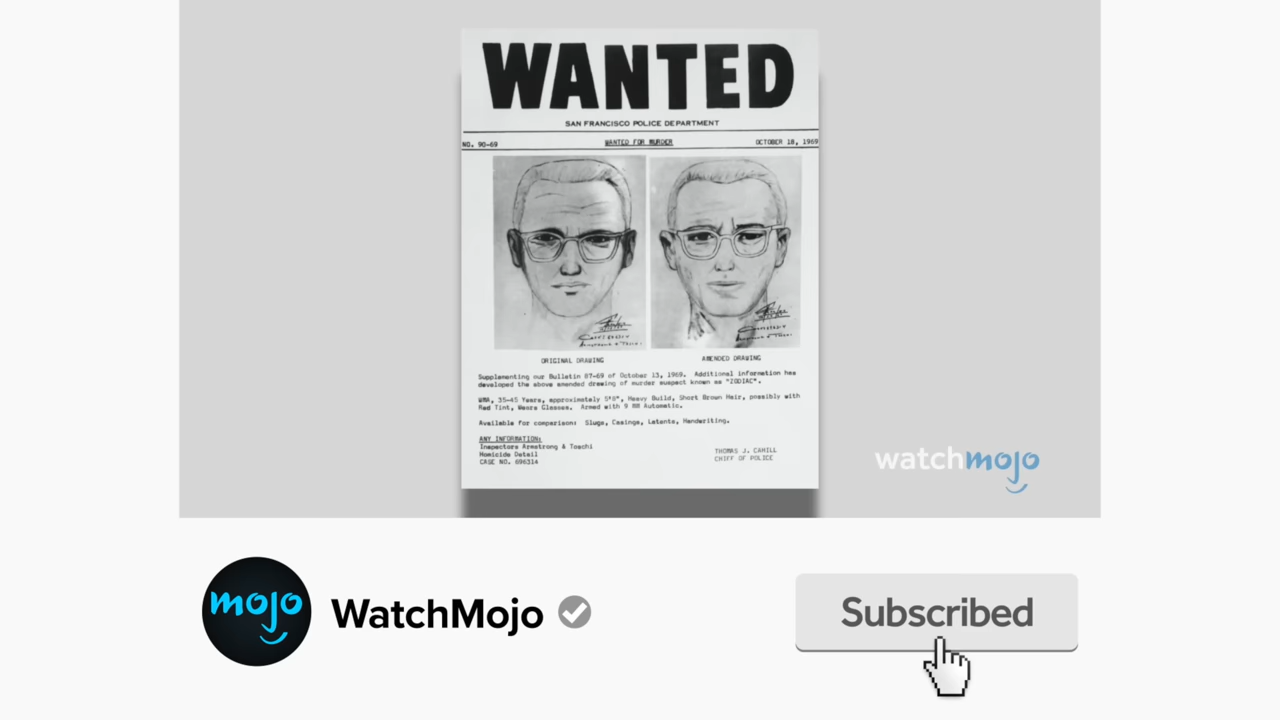 WANTED
SAN FRANCISCO POLICE DEPARTMENT
NO. 90-69 WANTED FOR MURDER OCTOBER 18, 1969
ORIGINAL DRAWING AMENDED DRAWING
Supplementing our Bulletin 87-69 of October 13, 1969. Additional information has
developed the above amended drawing of murder suspect known as "ZODIAC".
WMA, 35-45 Years, approximately 5'8", Heavy Build, Short Brown Hair, possibly with
Red Tint, Wears Glasses. Armed with 9 MM Automatic.
Available for comparison: Slugs, Casings, Latents, Handwriting.
ANY INFORMATION:
Inspectors Armstrong & Toschi
Homicide Detail
CASE NO. 696314
THOMAS J. CAHILL
CHIEF OF POLICE
watchmojo
mojo
WatchMojo
Subscribed